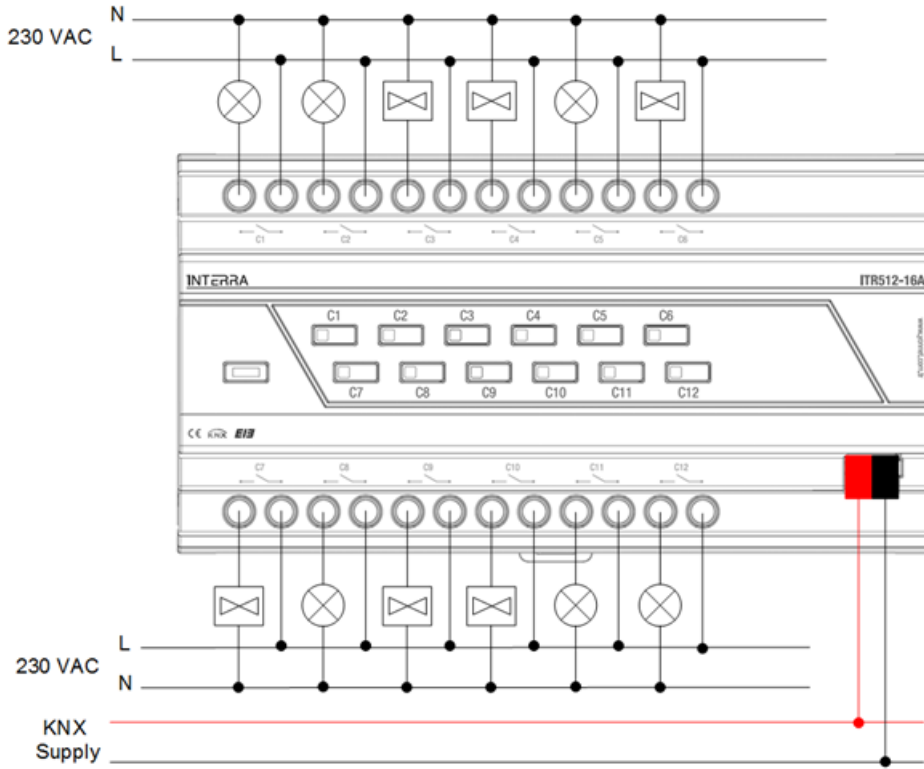 N
230 VAC
L
C1 C2 C3 C4 C5 C6
INTERRA ITR512-16A
C1 C2 C3 C4 C5 C6
C7 C8 C9 C10 C11 C12
CE KNX EIB
C7 C8 C9 C10 C11 C12
L
230 VAC
N
KNX
Supply